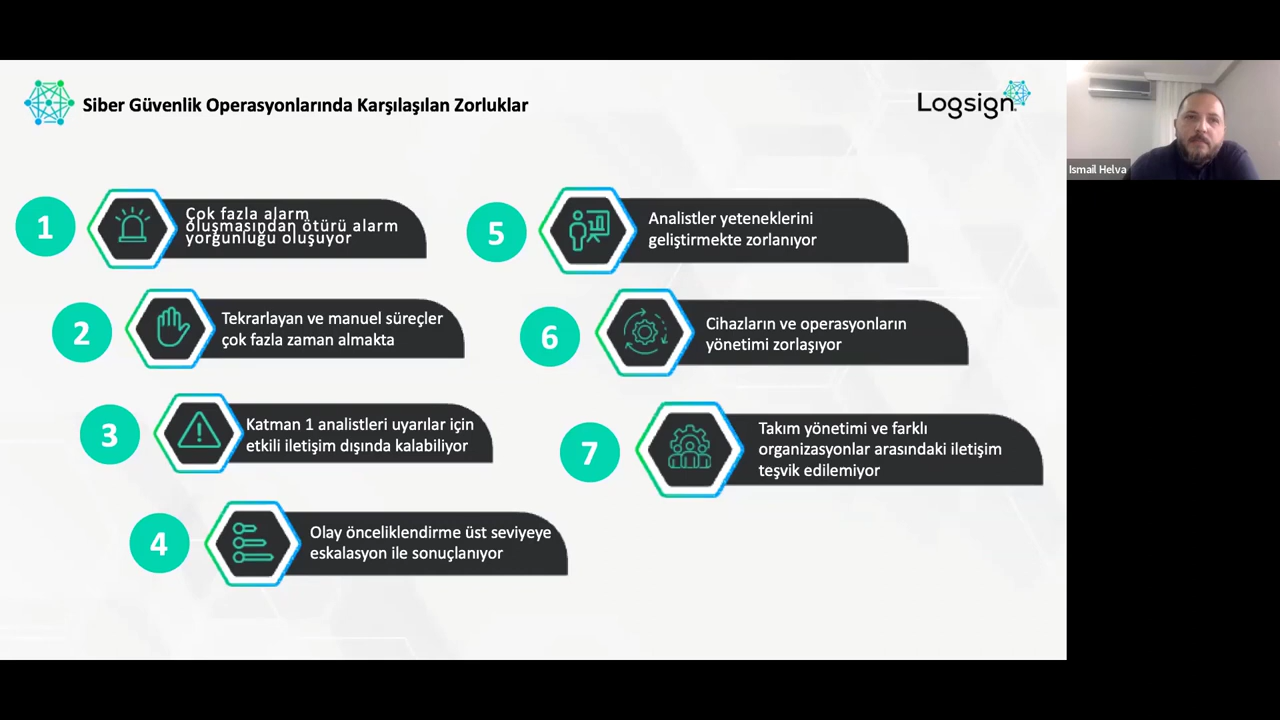 Siber Güvenlik Operasyonlarında Karşılaşılan Zorluklar
Logsign
Ismail Helva
1
Çok fazla alarm
oluşmasından ötürü alarm
yorgunluğu oluşuyor
2
Tekrarlayan ve manuel süreçler
çok fazla zaman almakta
3
Katman 1 analistleri uyarılar için
etkili iletişim dışında kalabiliyor
4
Olay önceliklendirme üst seviyeye
eskalasyon ile sonuçlanıyor
5
Analistler yeteneklerini
geliştirmekte zorlanıyor
6
Cihazların ve operasyonların
yönetimi zorlaşıyor
7
Takım yönetimi ve farklı
organizasyonlar arasındaki iletişim
teşvik edilemiyor